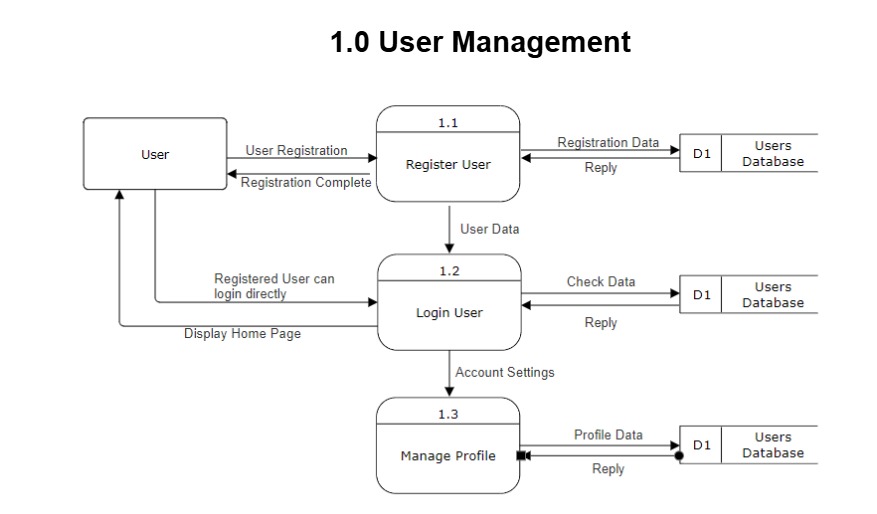 1.0 User Management
1.1
User
User Registration
Register User
Registration Complete
Registration Data
Reply
D1
Users
Database
User Data
1.2
Registered User can
login directly
Login User
Display Home Page
Check Data
Reply
D1
Users
Database
Account Settings
1.3
Manage Profile
Profile Data
Reply
D1
Users
Database